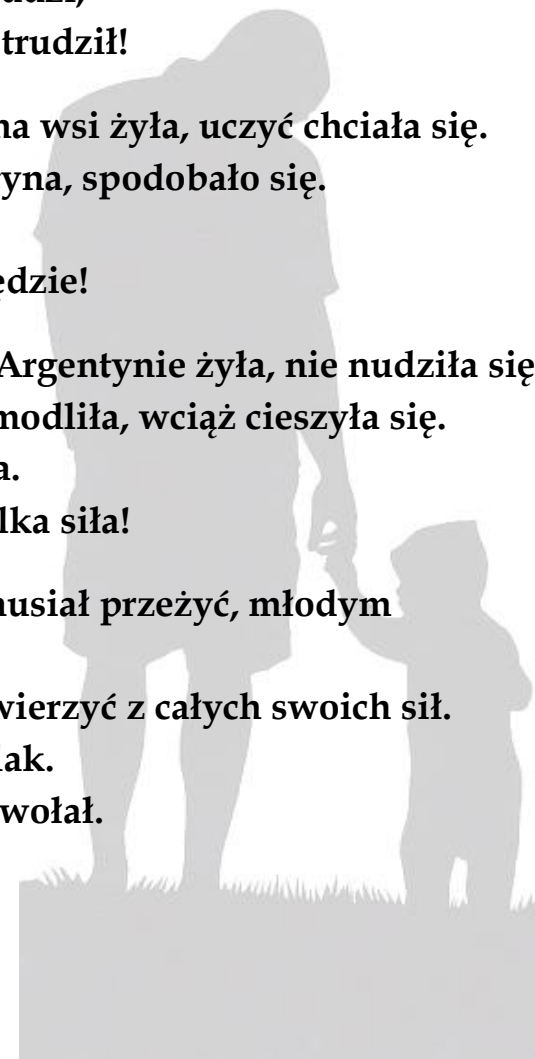 trudził!
na wsi żyła, uczyć chciała się.
yna, spodobało się.
ędzie!
Argentynie żyła, nie nudziła się
modliła, wciąż cieszyła się.
a.
lka siła!
musiał przeżyć, młodym
wierzyć z całych swoich sił.
lak.
wołał.